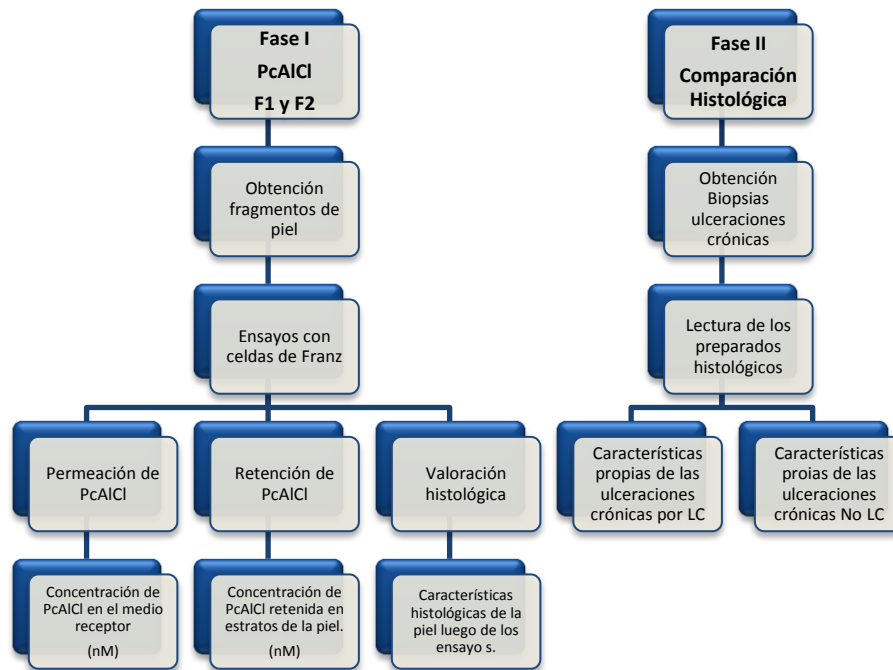 Fase I
PcAlCl
F1 y F2
Obtención
fragmentos de
piel
Ensayos con
celdas de Franz
Permeación de
PcAlCl
Retención de
PcAlCl
Valoración
histológica
Concentración de
PcAlCl en el medio
receptor
(nM)
Concentración de
PcAlCl retenida en
estratos de la piel.
(nM)
Características
histológicas de la
piel luego de los
ensayo s.
Fase II
Comparación
Histológica
Obtención
Biopsias
ulceraciones
crónicas
Lectura de los
preparados
histológicos
Características
propias de las
ulceraciones
crónicas por LC
Características
proias de las
ulceraciones
crónicas No LC